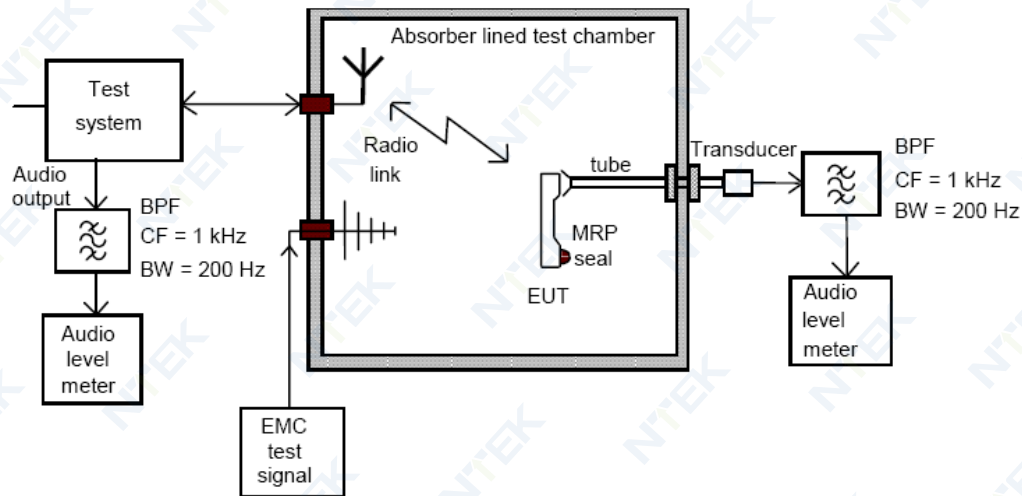 Absorber lined test chamber
Test
system
Audio
output
BPF
CF = 1 kHz
BW = 200 Hz
Audio
level
meter
Radio
link
EMC
test
signal
tube
MRP
seal
EUT
Transducer
BPF
CF = 1 kHz
BW = 200 Hz
Audio
level
meter
NTEK